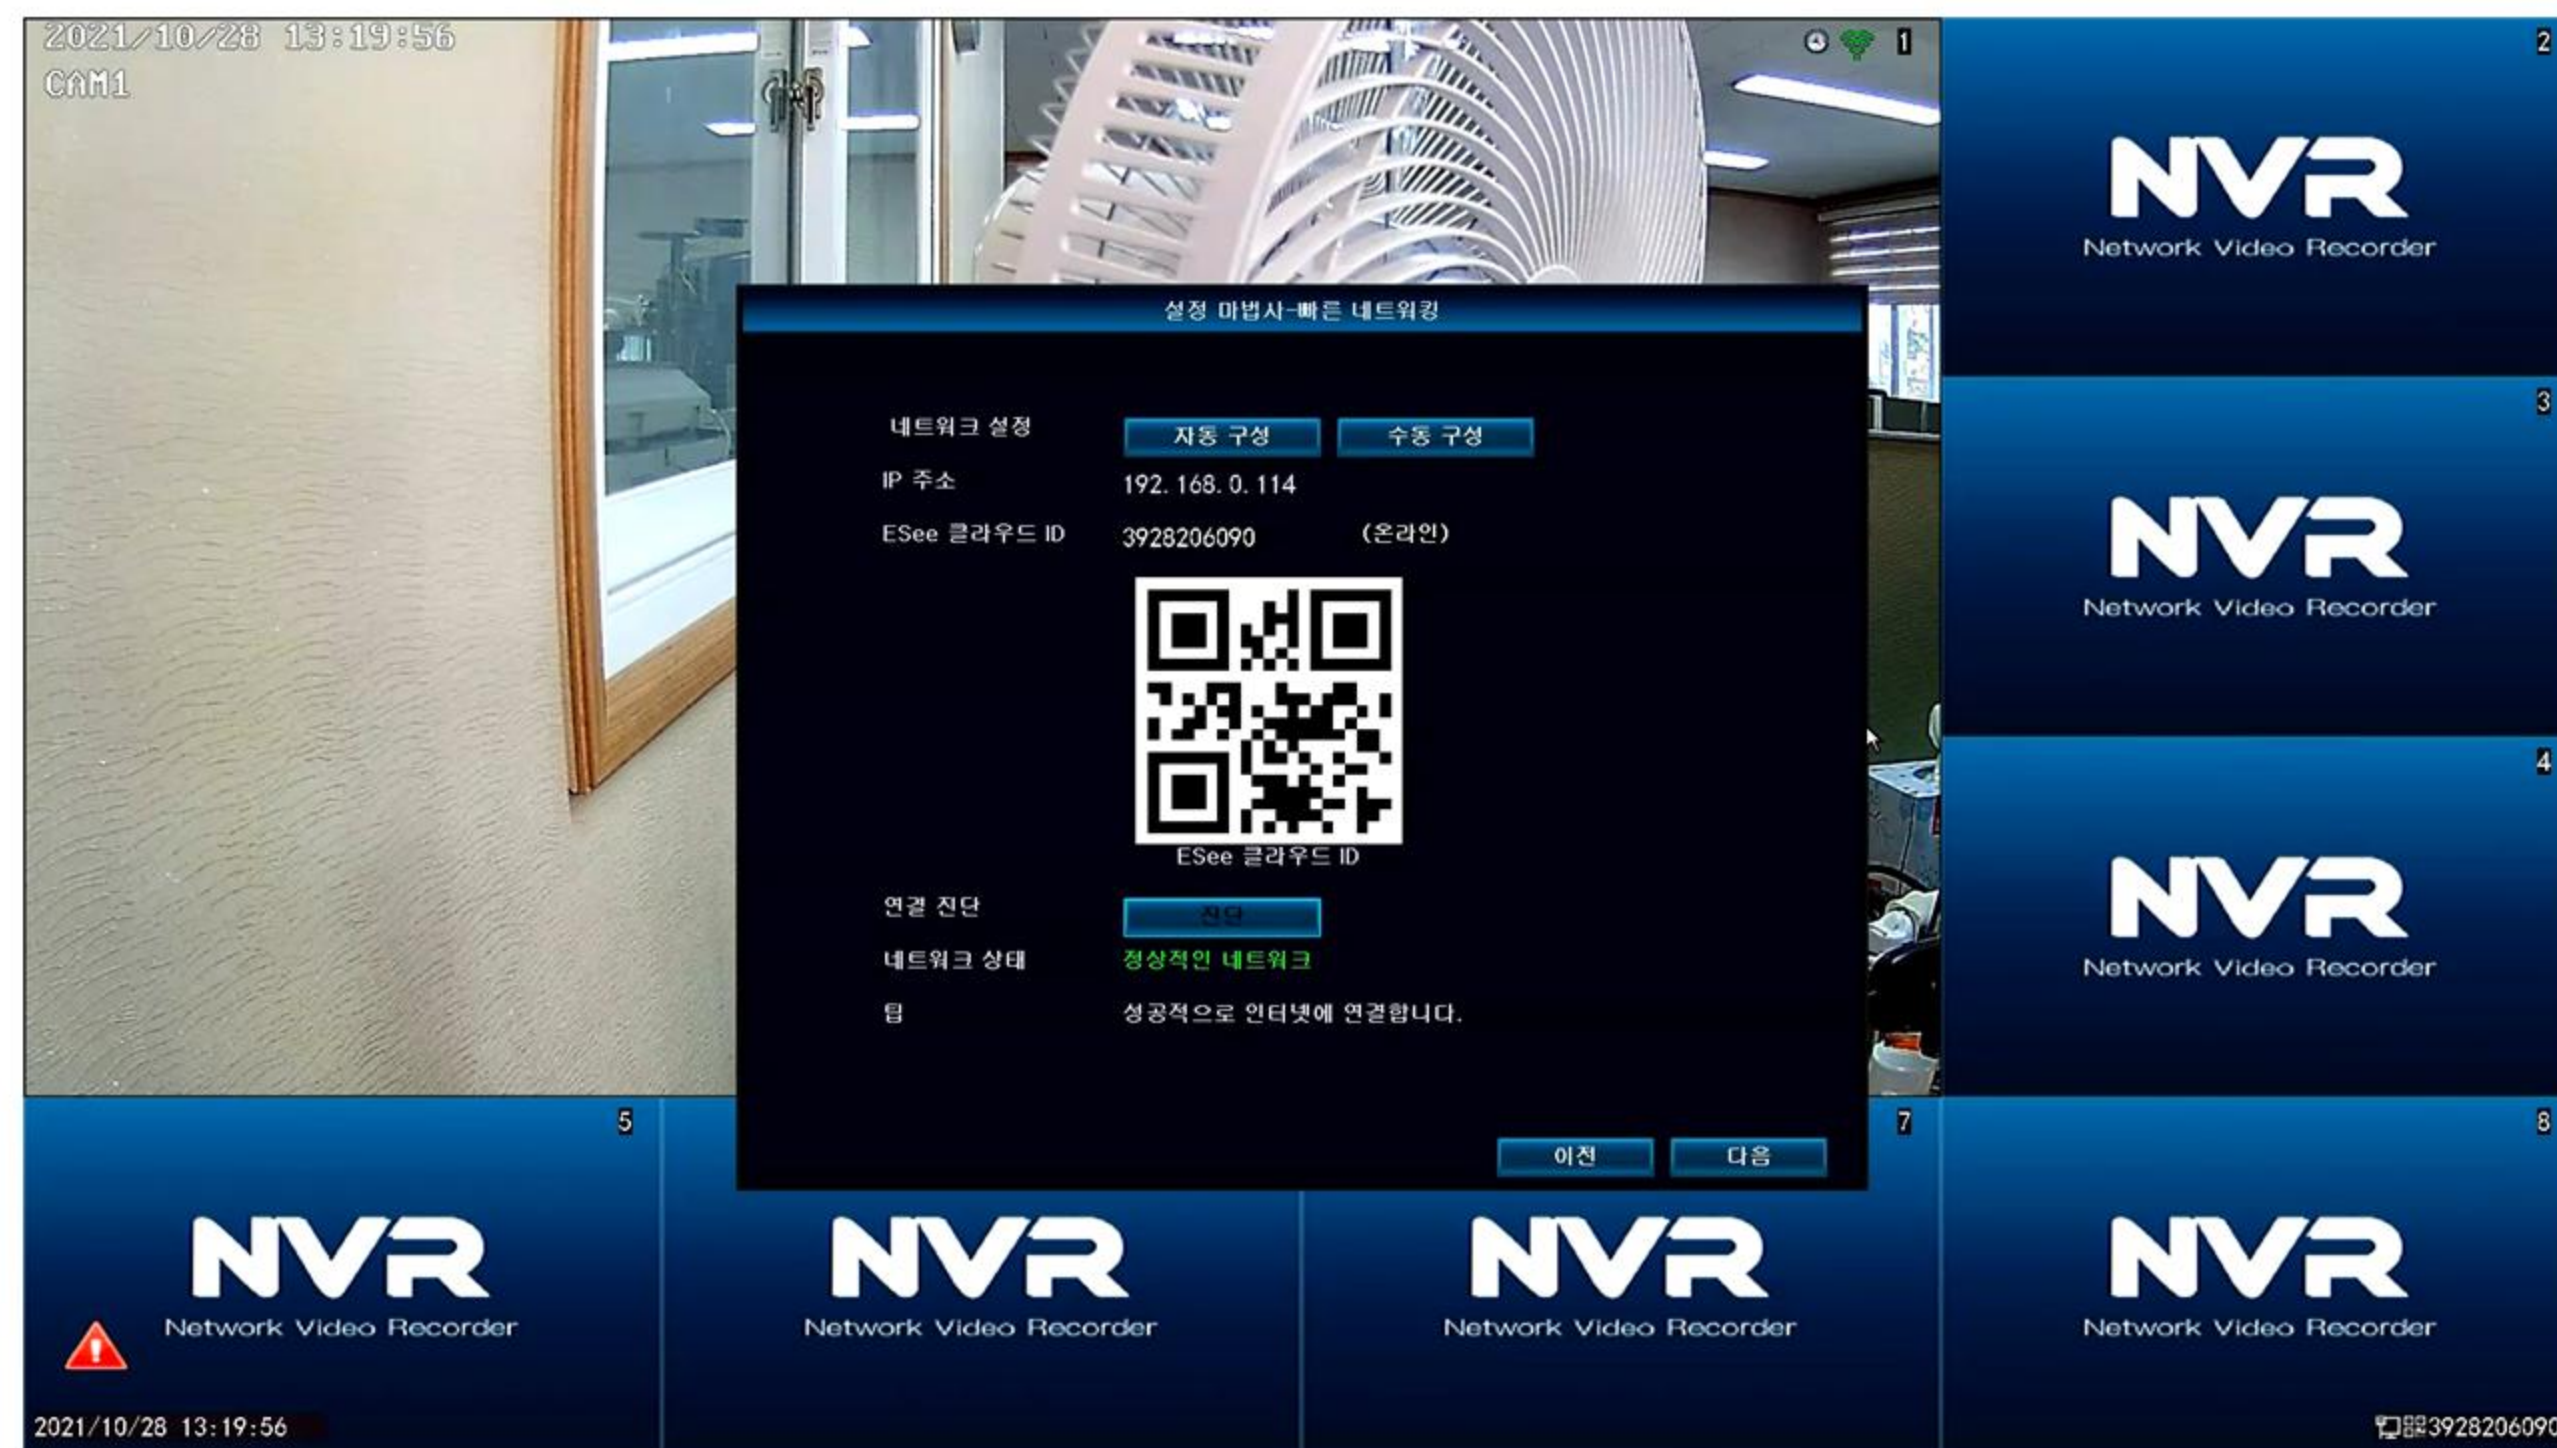 2021/10/28 13:19:56
CAM1
1
2
NVR
Network Video Recorder
설정 마법사-빠른 네트워킹
네트워크 설정 자동 구성 수동 구성
IP 주소 192.168.0.114
ESee 클라우드 ID 3928206090 (온라인)
ESee 클라우드 ID
연결 진단 진단
네트워크 상태 정상적인 네트워크
팁 성공적으로 인터넷에 연결합니다.
이전 다음
3
NVR
Network Video Recorder
4
NVR
Network Video Recorder
5
NVR
Network Video Recorder
NVR
Network Video Recorder
7
NVR
Network Video Recorder
8
NVR
Network Video Recorder
2021/10/28 13:19:56
3928206090